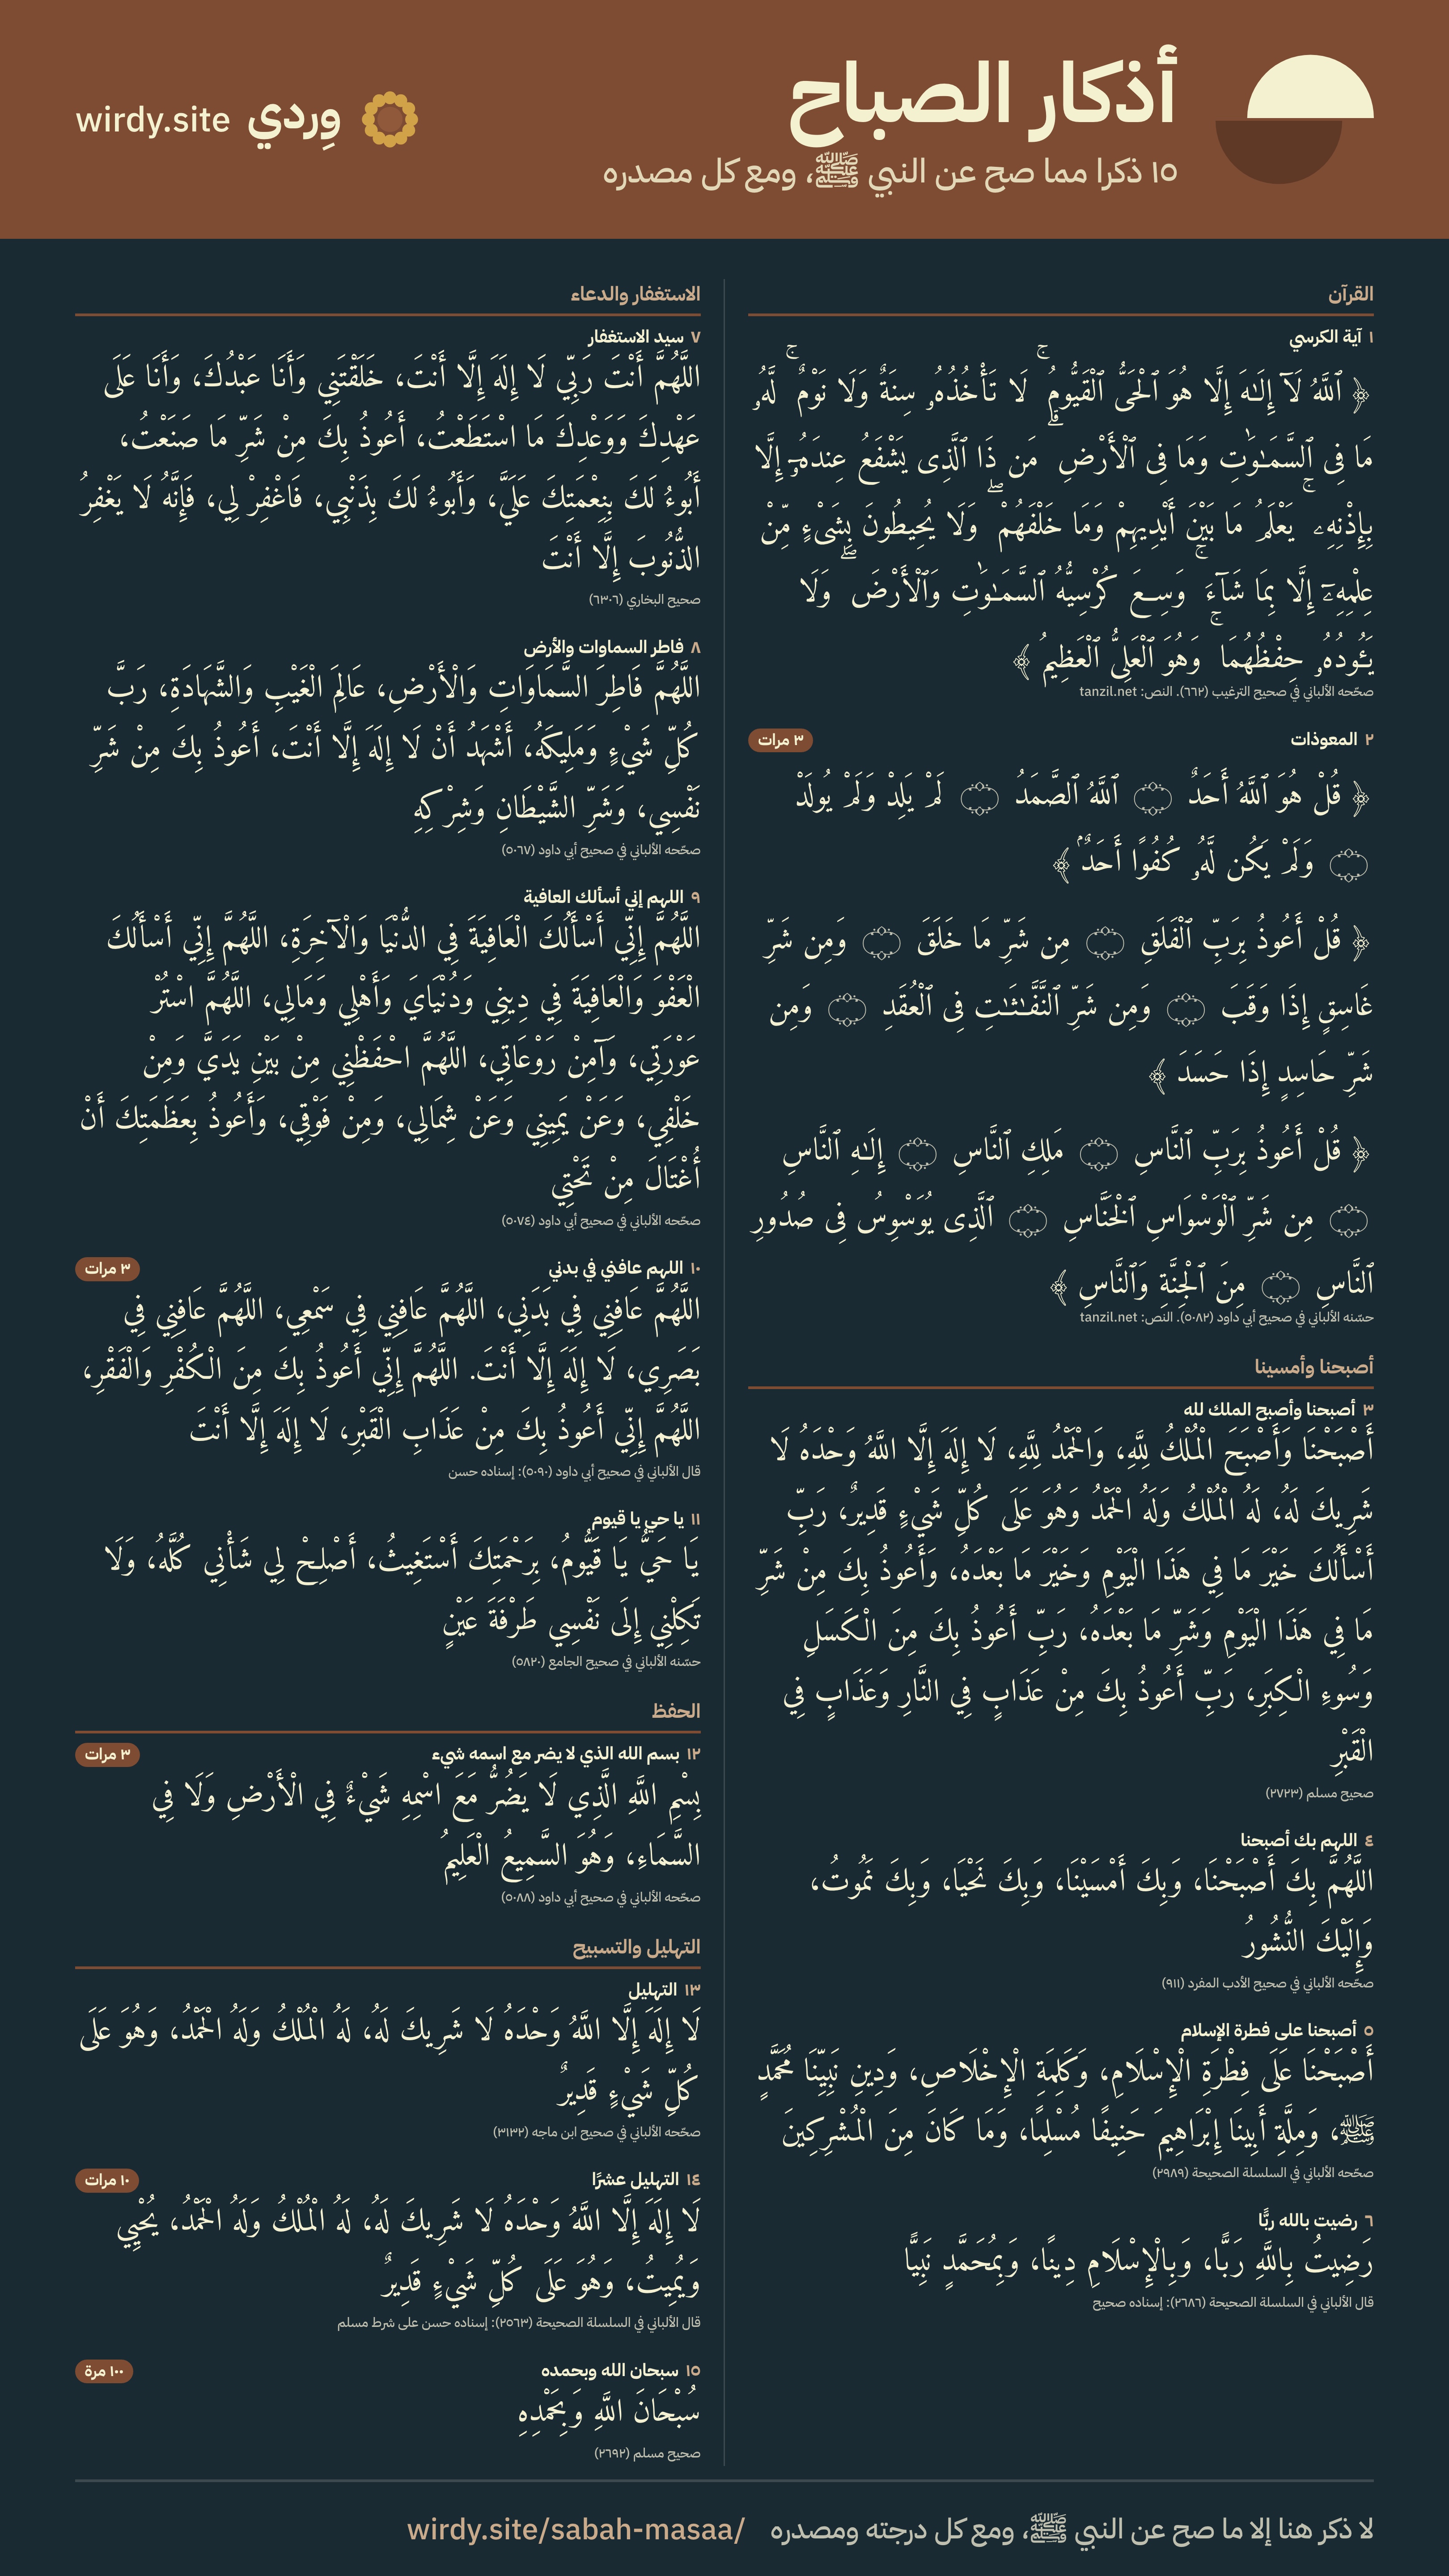 أذكار الصباح
١٥ ذكرا مما صح عن النبي ﷺ، ومع كل مصدره
وِردي wirdy.site
القرآن
١ آية الكرسي
﴿ ٱللَّهُ لَآ إِلَـٰهَ إِلَّا هُوَ ٱلْحَىُّ ٱلْقَيُّومُ ۚ لَا تَأْخُذُهُۥ سِنَةٌ وَلَا نَوْمٌ ۚ لَّهُۥ
مَا فِى ٱلسَّمَـٰوَٰتِ وَمَا فِى ٱلْأَرْضِ ۗ مَن ذَا ٱلَّذِى يَشْفَعُ عِندَهُۥٓ إِلَّا
بِإِذْنِهِۦ ۚ يَعْلَمُ مَا بَيْنَ أَيْدِيهِمْ وَمَا خَلْفَهُمْ ۖ وَلَا يُحِيطُونَ بِشَىْءٍ مِّنْ
عِلْمِهِۦٓ إِلَّا بِمَا شَآءَ ۚ وَسِعَ كُرْسِيُّهُ ٱلسَّمَـٰوَٰتِ وَٱلْأَرْضَ ۖ وَلَا
يَـُٔودُهُۥ حِفْظُهُمَا ۚ وَهُوَ ٱلْعَلِىُّ ٱلْعَظِيمُ ﴾
صحّحه الألباني في صحيح الترغيب (٦٦٢). النص: tanzil.net
٢ المعوذات
٣ مرات
﴿ قُلْ هُوَ ٱللَّهُ أَحَدٌ ۝ ٱللَّهُ ٱلصَّمَدُ ۝ لَمْ يَلِدْ وَلَمْ يُولَدْ
۝ وَلَمْ يَكُن لَّهُۥ كُفُوًا أَحَدٌۢ ﴾
﴿ قُلْ أَعُوذُ بِرَبِّ ٱلْفَلَقِ ۝ مِن شَرِّ مَا خَلَقَ ۝ وَمِن شَرِّ
غَاسِقٍ إِذَا وَقَبَ ۝ وَمِن شَرِّ ٱلنَّفَّـٰثَـٰتِ فِى ٱلْعُقَدِ ۝ وَمِن
شَرِّ حَاسِدٍ إِذَا حَسَدَ ﴾
﴿ قُلْ أَعُوذُ بِرَبِّ ٱلنَّاسِ ۝ مَلِكِ ٱلنَّاسِ ۝ إِلَـٰهِ ٱلنَّاسِ
۝ مِن شَرِّ ٱلْوَسْوَاسِ ٱلْخَنَّاسِ ۝ ٱلَّذِى يُوَسْوِسُ فِى صُدُورِ
ٱلنَّاسِ ۝ مِنَ ٱلْجِنَّةِ وَٱلنَّاسِ ﴾
حسّنه الألباني في صحيح أبي داود (٥٠٨٢). النص: tanzil.net
أصبحنا وأمسينا
٣ أصبحنا وأصبح الملك لله
أَصْبَحْنَا وَأَصْبَحَ الْمُلْكُ لِلَّهِ، وَالْحَمْدُ لِلَّهِ، لَا إِلَهَ إِلَّا اللَّهُ وَحْدَهُ لَا
شَرِيكَ لَهُ، لَهُ الْمُلْكُ وَلَهُ الْحَمْدُ وَهُوَ عَلَى كُلِّ شَيْءٍ قَدِيرٌ، رَبِّ
أَسْأَلُكَ خَيْرَ مَا فِي هَذَا الْيَوْمِ وَخَيْرَ مَا بَعْدَهُ، وَأَعُوذُ بِكَ مِنْ شَرِّ
مَا فِي هَذَا الْيَوْمِ وَشَرِّ مَا بَعْدَهُ، رَبِّ أَعُوذُ بِكَ مِنَ الْكَسَلِ
وَسُوءِ الْكِبَرِ، رَبِّ أَعُوذُ بِكَ مِنْ عَذَابٍ فِي النَّارِ وَعَذَابٍ فِي
الْقَبْرِ
صحيح مسلم (٢٧٢٣)
٤ اللهم بك أصبحنا
اللَّهُمَّ بِكَ أَصْبَحْنَا، وَبِكَ أَمْسَيْنَا، وَبِكَ نَحْيَا، وَبِكَ نَمُوتُ،
وَإِلَيْكَ النُّشُورُ
صحّحه الألباني في صحيح الأدب المفرد (٩١١)
٥ أصبحنا على فطرة الإسلام
أَصْبَحْنَا عَلَى فِطْرَةِ الْإِسْلَامِ، وَكَلِمَةِ الْإِخْلَاصِ، وَدِينِ نَبِيِّنَا مُحَمَّدٍ
ﷺ، وَمِلَّةِ أَبِينَا إِبْرَاهِيمَ حَنِيفًا مُسْلِمًا، وَمَا كَانَ مِنَ الْمُشْرِكِينَ
صحّحه الألباني في السلسلة الصحيحة (٢٩٨٩)
٦ رضيت بالله ربًّا
رَضِيتُ بِاللَّهِ رَبًّا، وَبِالْإِسْلَامِ دِينًا، وَبِمُحَمَّدٍ نَبِيًّا
قال الألباني في السلسلة الصحيحة (٢٦٨٦): إسناده صحيح
الاستغفار والدعاء
٧ سيد الاستغفار
اللَّهُمَّ أَنْتَ رَبِّي لَا إِلَهَ إِلَّا أَنْتَ، خَلَقْتَنِي وَأَنَا عَبْدُكَ، وَأَنَا عَلَى
عَهْدِكَ وَوَعْدِكَ مَا اسْتَطَعْتُ، أَعُوذُ بِكَ مِنْ شَرِّ مَا صَنَعْتُ،
أَبُوءُ لَكَ بِنِعْمَتِكَ عَلَيَّ، وَأَبُوءُ لَكَ بِذَنْبِي، فَاغْفِرْ لِي، فَإِنَّهُ لَا يَغْفِرُ
الذُّنُوبَ إِلَّا أَنْتَ
صحيح البخاري (٦٣٠٦)
٨ فاطر السماوات والأرض
اللَّهُمَّ فَاطِرَ السَّمَاوَاتِ وَالْأَرْضِ، عَالِمَ الْغَيْبِ وَالشَّهَادَةِ، رَبَّ
كُلِّ شَيْءٍ وَمَلِيكَهُ، أَشْهَدُ أَنْ لَا إِلَهَ إِلَّا أَنْتَ، أَعُوذُ بِكَ مِنْ شَرِّ
نَفْسِي، وَشَرِّ الشَّيْطَانِ وَشِرْكِهِ
صحّحه الألباني في صحيح أبي داود (٥٠٦٧)
٩ اللهم إني أسألك العافية
اللَّهُمَّ إِنِّي أَسْأَلُكَ الْعَافِيَةَ فِي الدُّنْيَا وَالْآخِرَةِ، اللَّهُمَّ إِنِّي أَسْأَلُكَ
الْعَفْوَ وَالْعَافِيَةَ فِي دِينِي وَدُنْيَايَ وَأَهْلِي وَمَالِي، اللَّهُمَّ اسْتُرْ
عَوْرَتِي، وَآمِنْ رَوْعَاتِي، اللَّهُمَّ احْفَظْنِي مِنْ بَيْنِ يَدَيَّ وَمِنْ
خَلْفِي، وَعَنْ يَمِينِي وَعَنْ شِمَالِي، وَمِنْ فَوْقِي، وَأَعُوذُ بِعَظَمَتِكَ أَنْ
أُغْتَالَ مِنْ تَحْتِي
صحّحه الألباني في صحيح أبي داود (٥٠٧٤)
١٠ اللهم عافني في بدني
٣ مرات
اللَّهُمَّ عَافِنِي فِي بَدَنِي، اللَّهُمَّ عَافِنِي فِي سَمْعِي، اللَّهُمَّ عَافِنِي فِي
بَصَرِي، لَا إِلَهَ إِلَّا أَنْتَ. اللَّهُمَّ إِنِّي أَعُوذُ بِكَ مِنَ الْكُفْرِ وَالْفَقْرِ،
اللَّهُمَّ إِنِّي أَعُوذُ بِكَ مِنْ عَذَابِ الْقَبْرِ، لَا إِلَهَ إِلَّا أَنْتَ
قال الألباني في صحيح أبي داود (٥٠٩٠): إسناده حسن
١١ يا حي يا قيوم
يَا حَيُّ يَا قَيُّومُ، بِرَحْمَتِكَ أَسْتَغِيثُ، أَصْلِحْ لِي شَأْنِي كُلَّهُ، وَلَا
تَكِلْنِي إِلَى نَفْسِي طَرْفَةَ عَيْنٍ
حسّنه الألباني في صحيح الجامع (٥٨٢٠)
الحفظ
١٢ بسم الله الذي لا يضر مع اسمه شيء
٣ مرات
بِسْمِ اللَّهِ الَّذِي لَا يَضُرُّ مَعَ اسْمِهِ شَيْءٌ فِي الْأَرْضِ وَلَا فِي
السَّمَاءِ، وَهُوَ السَّمِيعُ الْعَلِيمُ
صحّحه الألباني في صحيح أبي داود (٥٠٨٨)
التهليل والتسبيح
١٣ التهليل
لَا إِلَهَ إِلَّا اللَّهُ وَحْدَهُ لَا شَرِيكَ لَهُ، لَهُ الْمُلْكُ وَلَهُ الْحَمْدُ، وَهُوَ عَلَى
كُلِّ شَيْءٍ قَدِيرٌ
صحّحه الألباني في صحيح ابن ماجه (٣١٣٢)
١٤ التهليل عشرًا
١٠ مرات
لَا إِلَهَ إِلَّا اللَّهُ وَحْدَهُ لَا شَرِيكَ لَهُ، لَهُ الْمُلْكُ وَلَهُ الْحَمْدُ، يُحْيِي
وَيُمِيتُ، وَهُوَ عَلَى كُلِّ شَيْءٍ قَدِيرٌ
قال الألباني في السلسلة الصحيحة (٢٥٦٣): إسناده حسن على شرط مسلم
١٥ سبحان الله وبحمده
١٠٠ مرة
سُبْحَانَ اللَّهِ وَبِحَمْدِهِ
صحيح مسلم (٢٦٩٢)
لا ذكر هنا إلا ما صح عن النبي ﷺ، ومع كل درجته ومصدره wirdy.site/sabah-masaa/